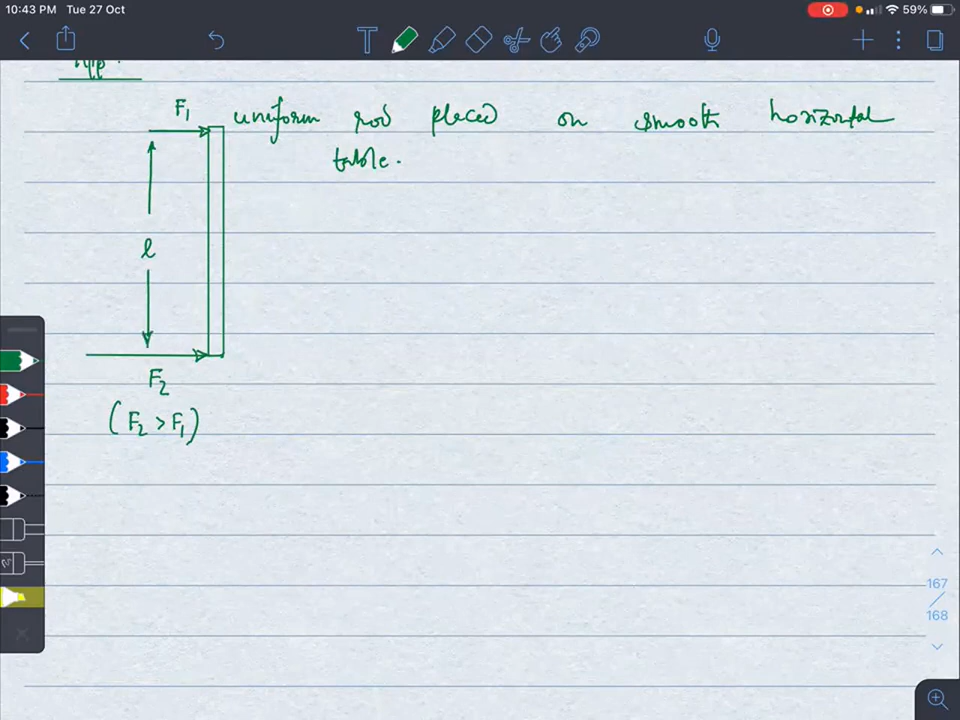 10:43 PM Tue 27 Oct 59%
F₁ uniform rod placed on smooth horizontal
table.
l
F₂
(F₂ > F₁)
167
/
168